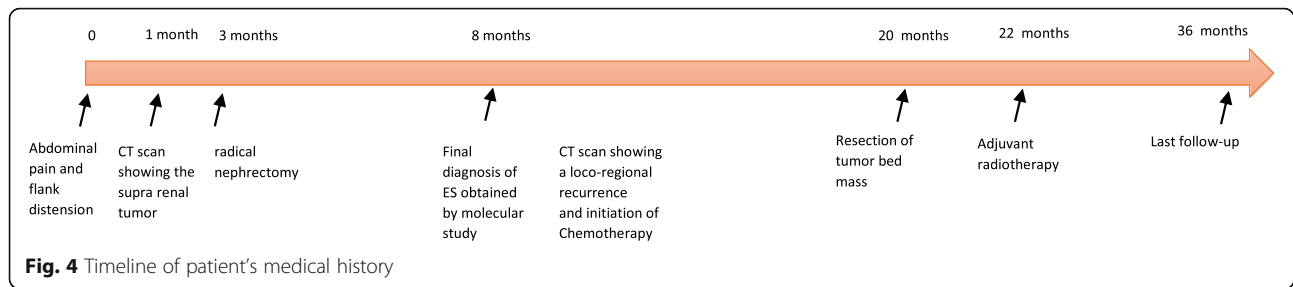 0 1 month 3 months 8 months 20 months 22 months 36 months
Abdominal
pain and
flank
distension
CT scan
showing the
supra renal
tumor
radical
nephrectomy
Final
diagnosis of
ES obtained
by molecular
study
CT scan showing
a loco-regional
recurrence
and initiation of
Chemotherapy
Resection of
tumor bed
mass
Adjuvant
radiotherapy
Last follow-up
Fig. 4 Timeline of patient's medical history